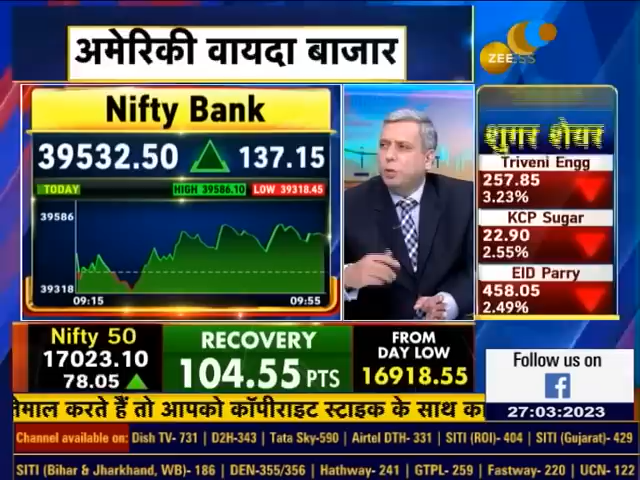 अमेरिकी वायदा बाजार
ZEE
Nifty Bank
39532.50 137.15
TODAY HIGH 39586.10 LOW 39318.45
39586
39318
09:15 09:55
शुगर शेयर
Triveni Engg
257.85
3.23%
KCP Sugar
22.90
2.55%
EID Parry
458.05
2.49%
Nifty 50
17023.10
78.05
RECOVERY
104.55 PTS
FROM
DAY LOW
16918.55
Follow us on
27:03:2023
करते हैं तो आपको कॉपीराइट स्टाइक के साथ
Channel available on: Dish TV- 731 | D2H-343 | Tata Sky-590 | Airtel DTH- 331 | SITI (ROI)- 404 | SITI (Gujarat)- 429
SITI (Bihar & Jharkhand, WB)- 186 | DEN-355/356 | Hathway- 241 | GTPL- 259 | Fastway- 220 | UCN- 122